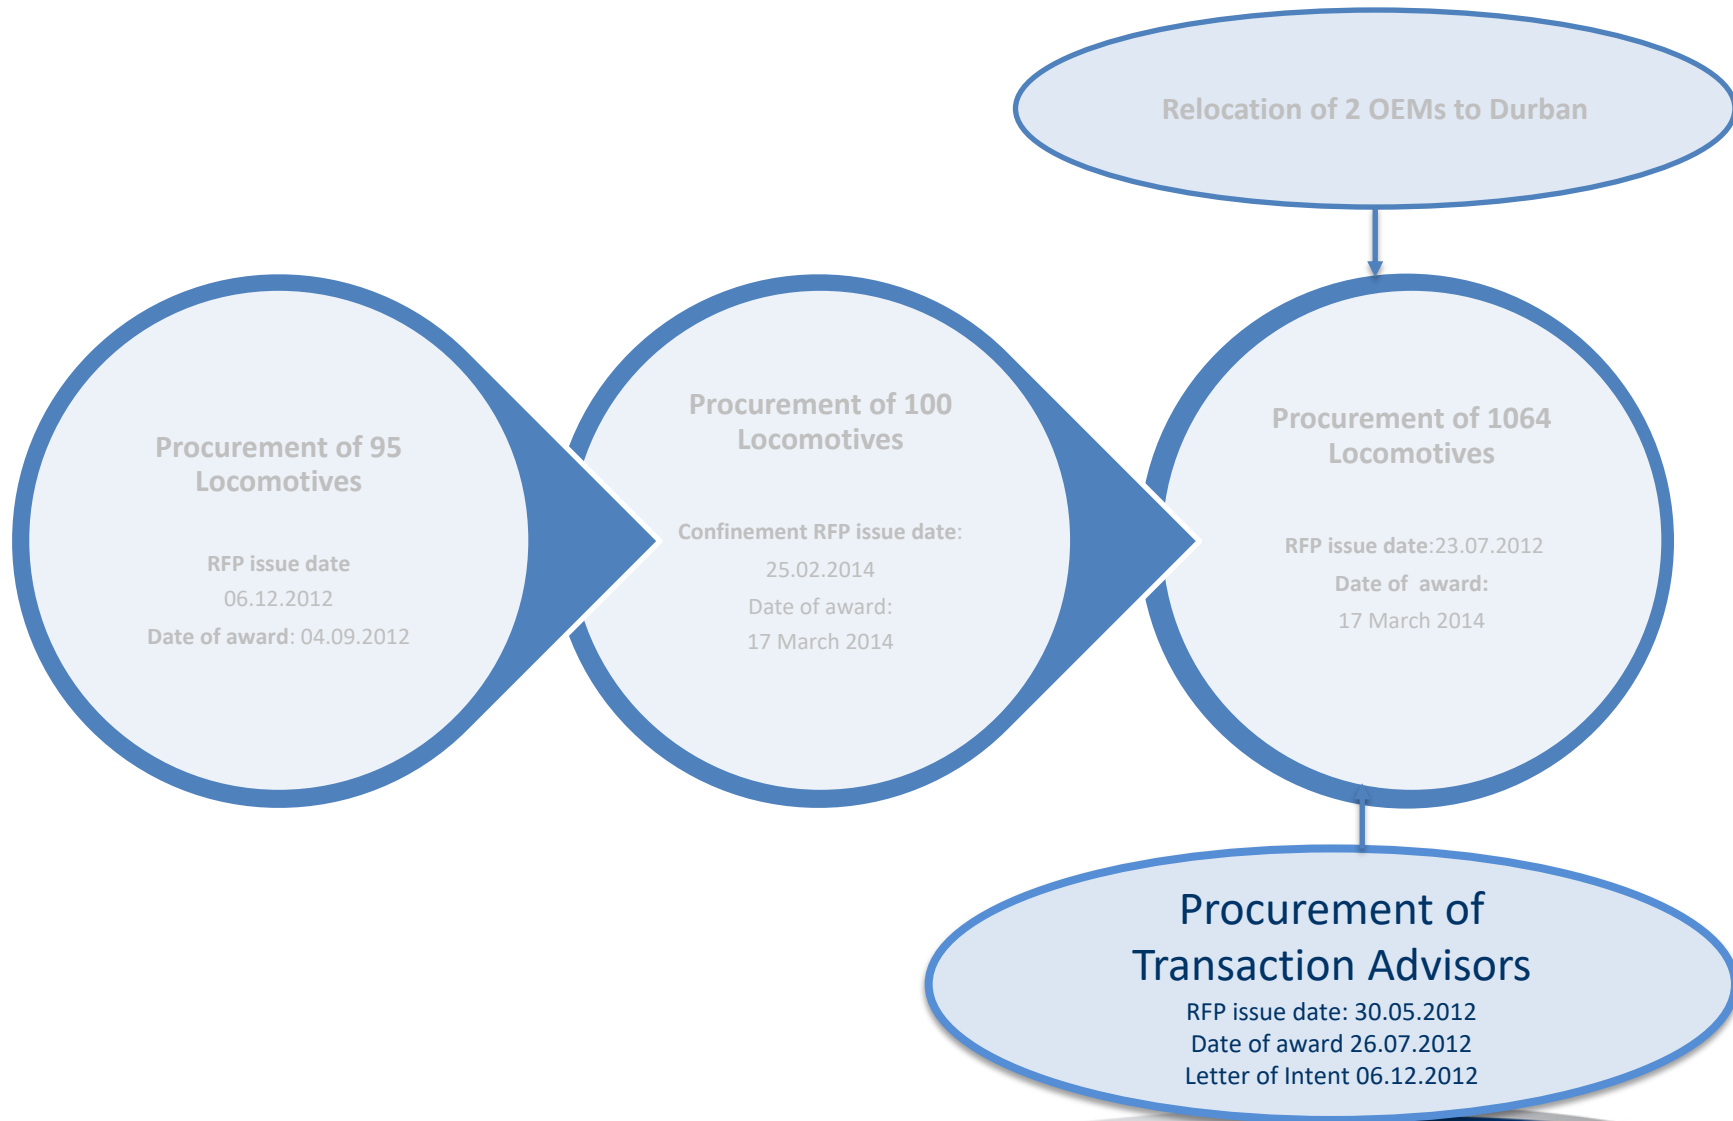 Relocation of 2 OEMs to Durban
Procurement of 95
Locomotives
RFP issue date
06.12.2012
Date of award: 04.09.2012
Procurement of 100
Locomotives
Confinement RFP issue date:
25.02.2014
Date of award:
17 March 2014
Procurement of 1064
Locomotives
RFP issue date:23.07.2012
Date of  award:
17 March 2014
Procurement of
Transaction Advisors
RFP issue date: 30.05.2012
Date of award 26.07.2012
Letter of Intent 06.12.2012